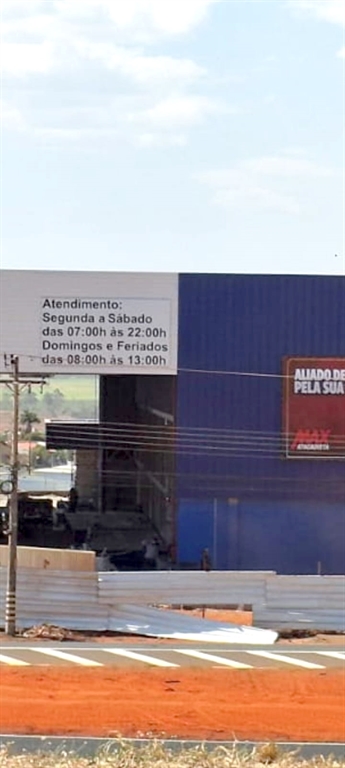 Atendimento:
Segunda a Sábado
das 07:00h às 22:00h
Domingos e Feriados
das 08:00h às 13:00h
ALIADO DE
PELA SUA
MAX
ATACADISTA